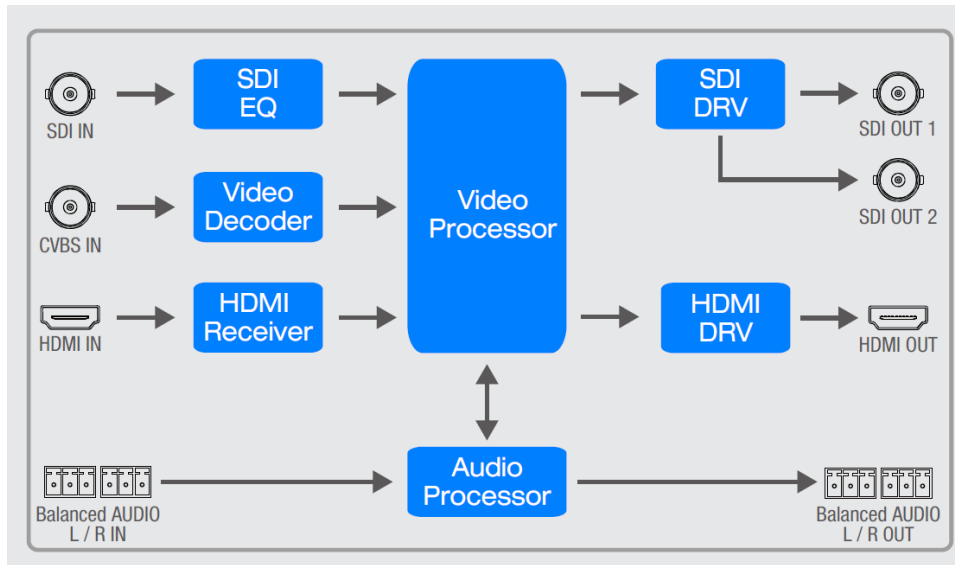 SDI
EQ
SDI
DRV
SDI IN
SDI OUT 1
Video
Decoder
Video
Processor
CVBS IN
SDI OUT 2
HDMI
Receiver
HDMI
DRV
HDMI IN
HDMI OUT
Audio
Processor
Balanced AUDIO
L / R IN
Balanced AUDIO
L / R OUT